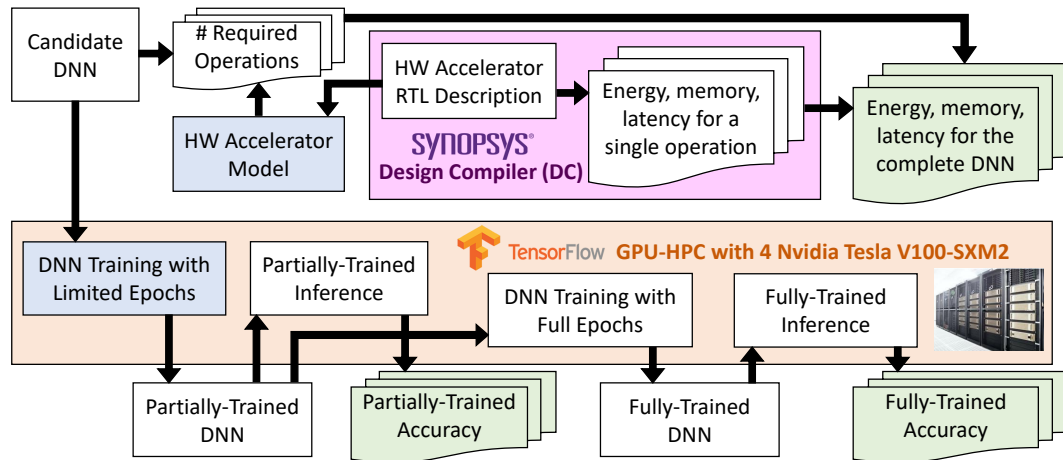 Candidate
DNN
# Required
Operations
HW Accelerator
Model
HW Accelerator
RTL Description
SYNOPSYS®
Design Compiler (DC)
Energy, memory,
latency for a
single operation
Energy, memory,
latency for the
complete DNN
TensorFlow GPU-HPC with 4 Nvidia Tesla V100-SXM2
DNN Training with
Limited Epochs
Partially-Trained
Inference
DNN Training with
Full Epochs
Fully-Trained
Inference
Partially-Trained
DNN
Partially-Trained
Accuracy
Fully-Trained
DNN
Fully-Trained
Accuracy